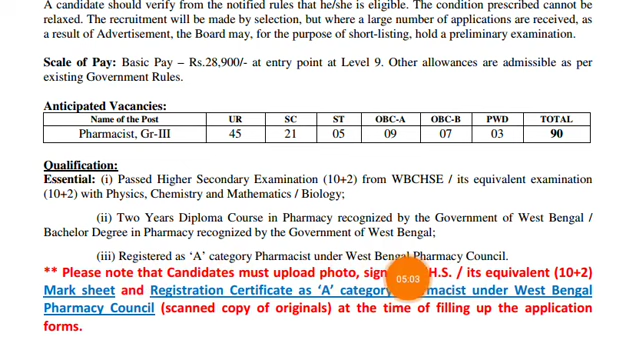 A candidate should verify from the notified rules that he/she is eligible. The condition prescribed cannot be
relaxed. The recruitment will be made by selection, but where a large number of applications are received, as
a result of Advertisement, the Board may, for the purpose of short-listing, hold a preliminary examination.
Scale of Pay: Basic Pay – Rs.28,900/- at entry point at Level 9. Other allowances are admissible as per
existing Government Rules.
Anticipated Vacancies:
Name of the Post UR SC ST OBC-A OBC-B PWD TOTAL
Pharmacist, Gr-III 45 21 05 09 07 03 90
Qualification:
Essential: (i) Passed Higher Secondary Examination (10+2) from WBCHSE / its equivalent examination
(10+2) with Physics, Chemistry and Mathematics / Biology;
(ii) Two Years Diploma Course in Pharmacy recognized by the Government of West Bengal /
Bachelor Degree in Pharmacy recognized by the Government of West Bengal;
(iii) Registered as ‘A’ category Pharmacist under West Bengal Pharmacy Council.
** Please note that Candidates must upload photo, H.S. / its equivalent (10+2)
05:03
Mark sheet and Registration Certificate as ‘A’ category under West Bengal
Pharmacy Council (scanned copy of originals) at the time of filling up the application
forms.